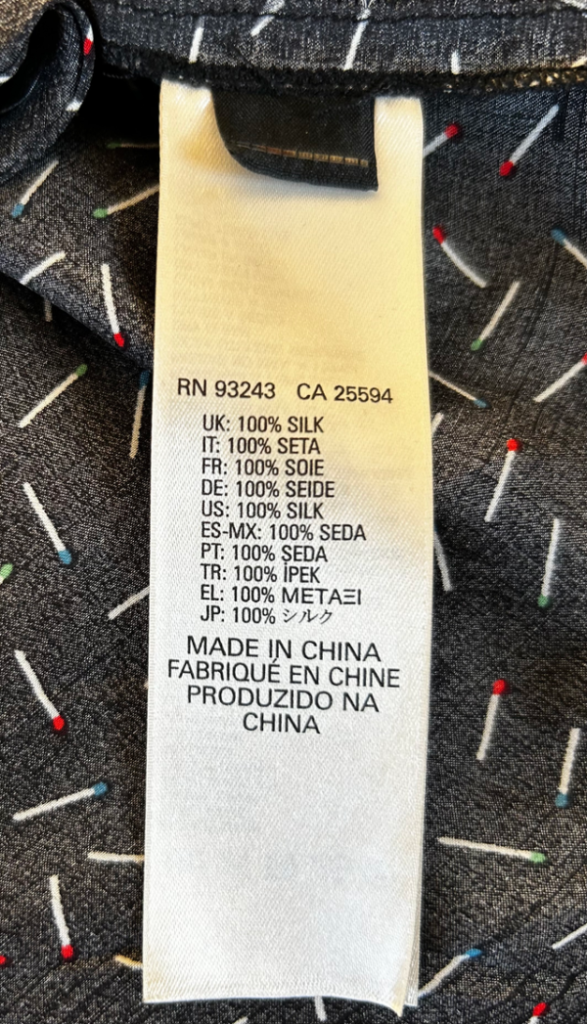 RN 93243 CA 25594
UK: 100% SILK
IT: 100% SETA
FR: 100% SOIE
DE: 100% SEIDE
US: 100% SILK
ES-MX: 100% SEDA
PT: 100% SEDA
TR: 100% İPEK
EL: 100% ΜΕΤΑΞΙ
JP: 100% シルク
MADE IN CHINA
FABRIQUÉ EN CHINE
PRODUZIDO NA
CHINA